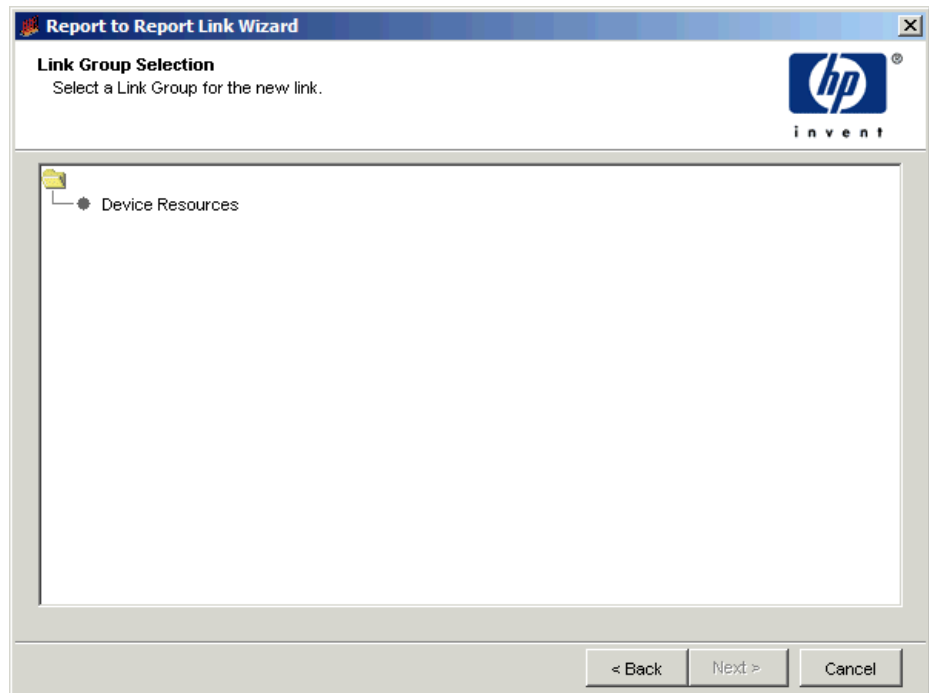 Report to Report Link Wizard
Link Group Selection
Select a Link Group for the new link.
hp
®
invent
Device Resources
< Back
Next >
Cancel